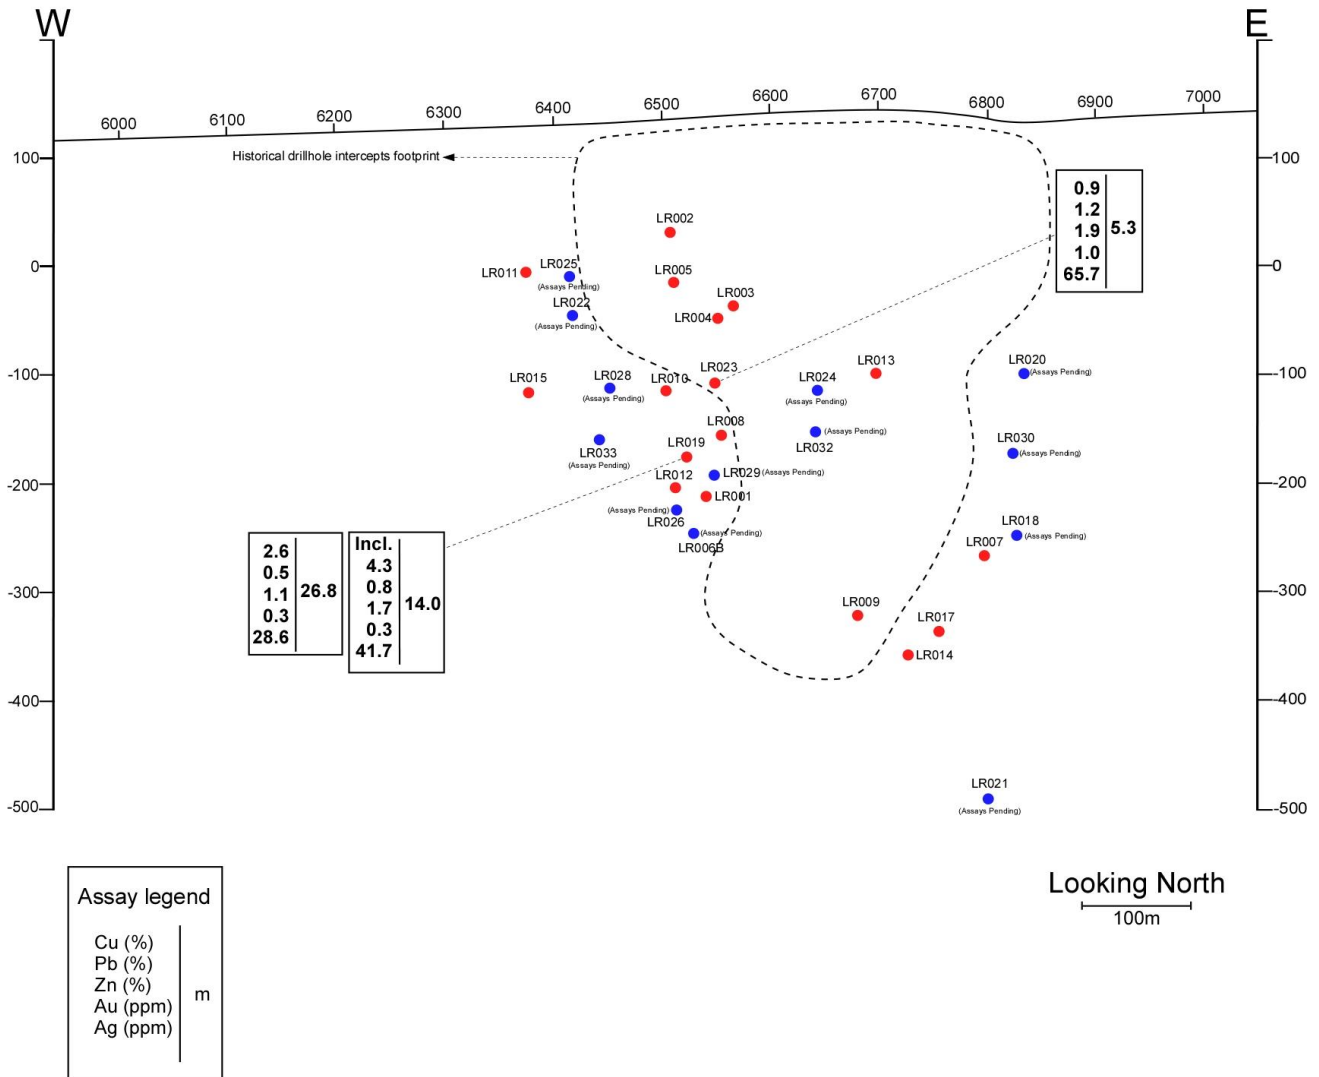 W
E
6000
6100
6200
6300
6400
6500
6600
6700
6800
6900
7000
100
0
-100
-200
-300
-400
-500
100
0
-100
-200
-300
-400
-500
Historical drillhole intercepts footprint
0.9
1.2
1.9
1.0
65.7
5.3
LR002
LR011
LR025
(Assays Pending)
LR005
LR022
(Assays Pending)
LR003
LR004
LR015
LR028
(Assays Pending)
LR010
LR023
LR024
(Assays Pending)
LR013
LR020
(Assays Pending)
LR033
(Assays Pending)
LR008
LR019
LR032
(Assays Pending)
LR030
(Assays Pending)
LR012
LR029
(Assays Pending)
LR001
(Assays Pending)
LR026
(Assays Pending)
LR006B
LR018
(Assays Pending)
LR007
2.6
0.5
1.1
0.3
28.6
26.8
Incl.
4.3
0.8
1.7
0.3
41.7
14.0
LR009
LR017
LR014
LR021
(Assays Pending)
Assay legend
Cu (%)
Pb (%)
Zn (%)
Au (ppm)
Ag (ppm)
m
Looking North
100m